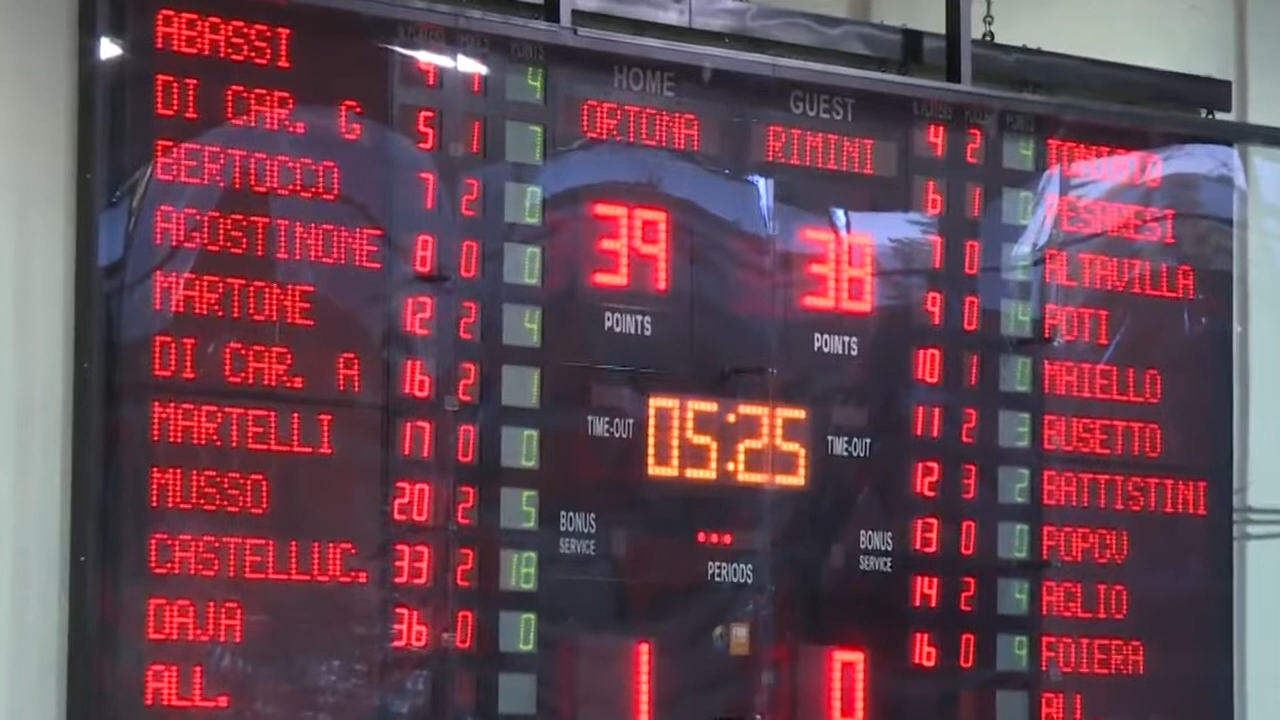 ABASSI 4 1 4
DI CAR. G 5 1 7
BERTOCCO 7 2 0
AGOSTINONE 8 0 0
MARTONE 12 2 4
DI CAR. A 16 2 1
MARTELLI 17 0 0
MUSSO 20 2 5
CASTELLUC. 33 2 18
DAJA 36 0 0
ALL.
HOME
ORTONA
39
POINTS
GUEST
RIMINI
38
POINTS
TIME-OUT 05:25 TIME-OUT
BONUS SERVICE
PERIODS
BONUS SERVICE
1 0
4 2 4
6 1 0
7 0 ALTAVILLA
9 0 14 POTI
10 1 0 MAIELLO
11 2 3 BUSETTO
12 3 2 BATTISTINI
13 0 0 POPOV
14 2 4 AGLIO
16 0 9 FOIERA
ALL